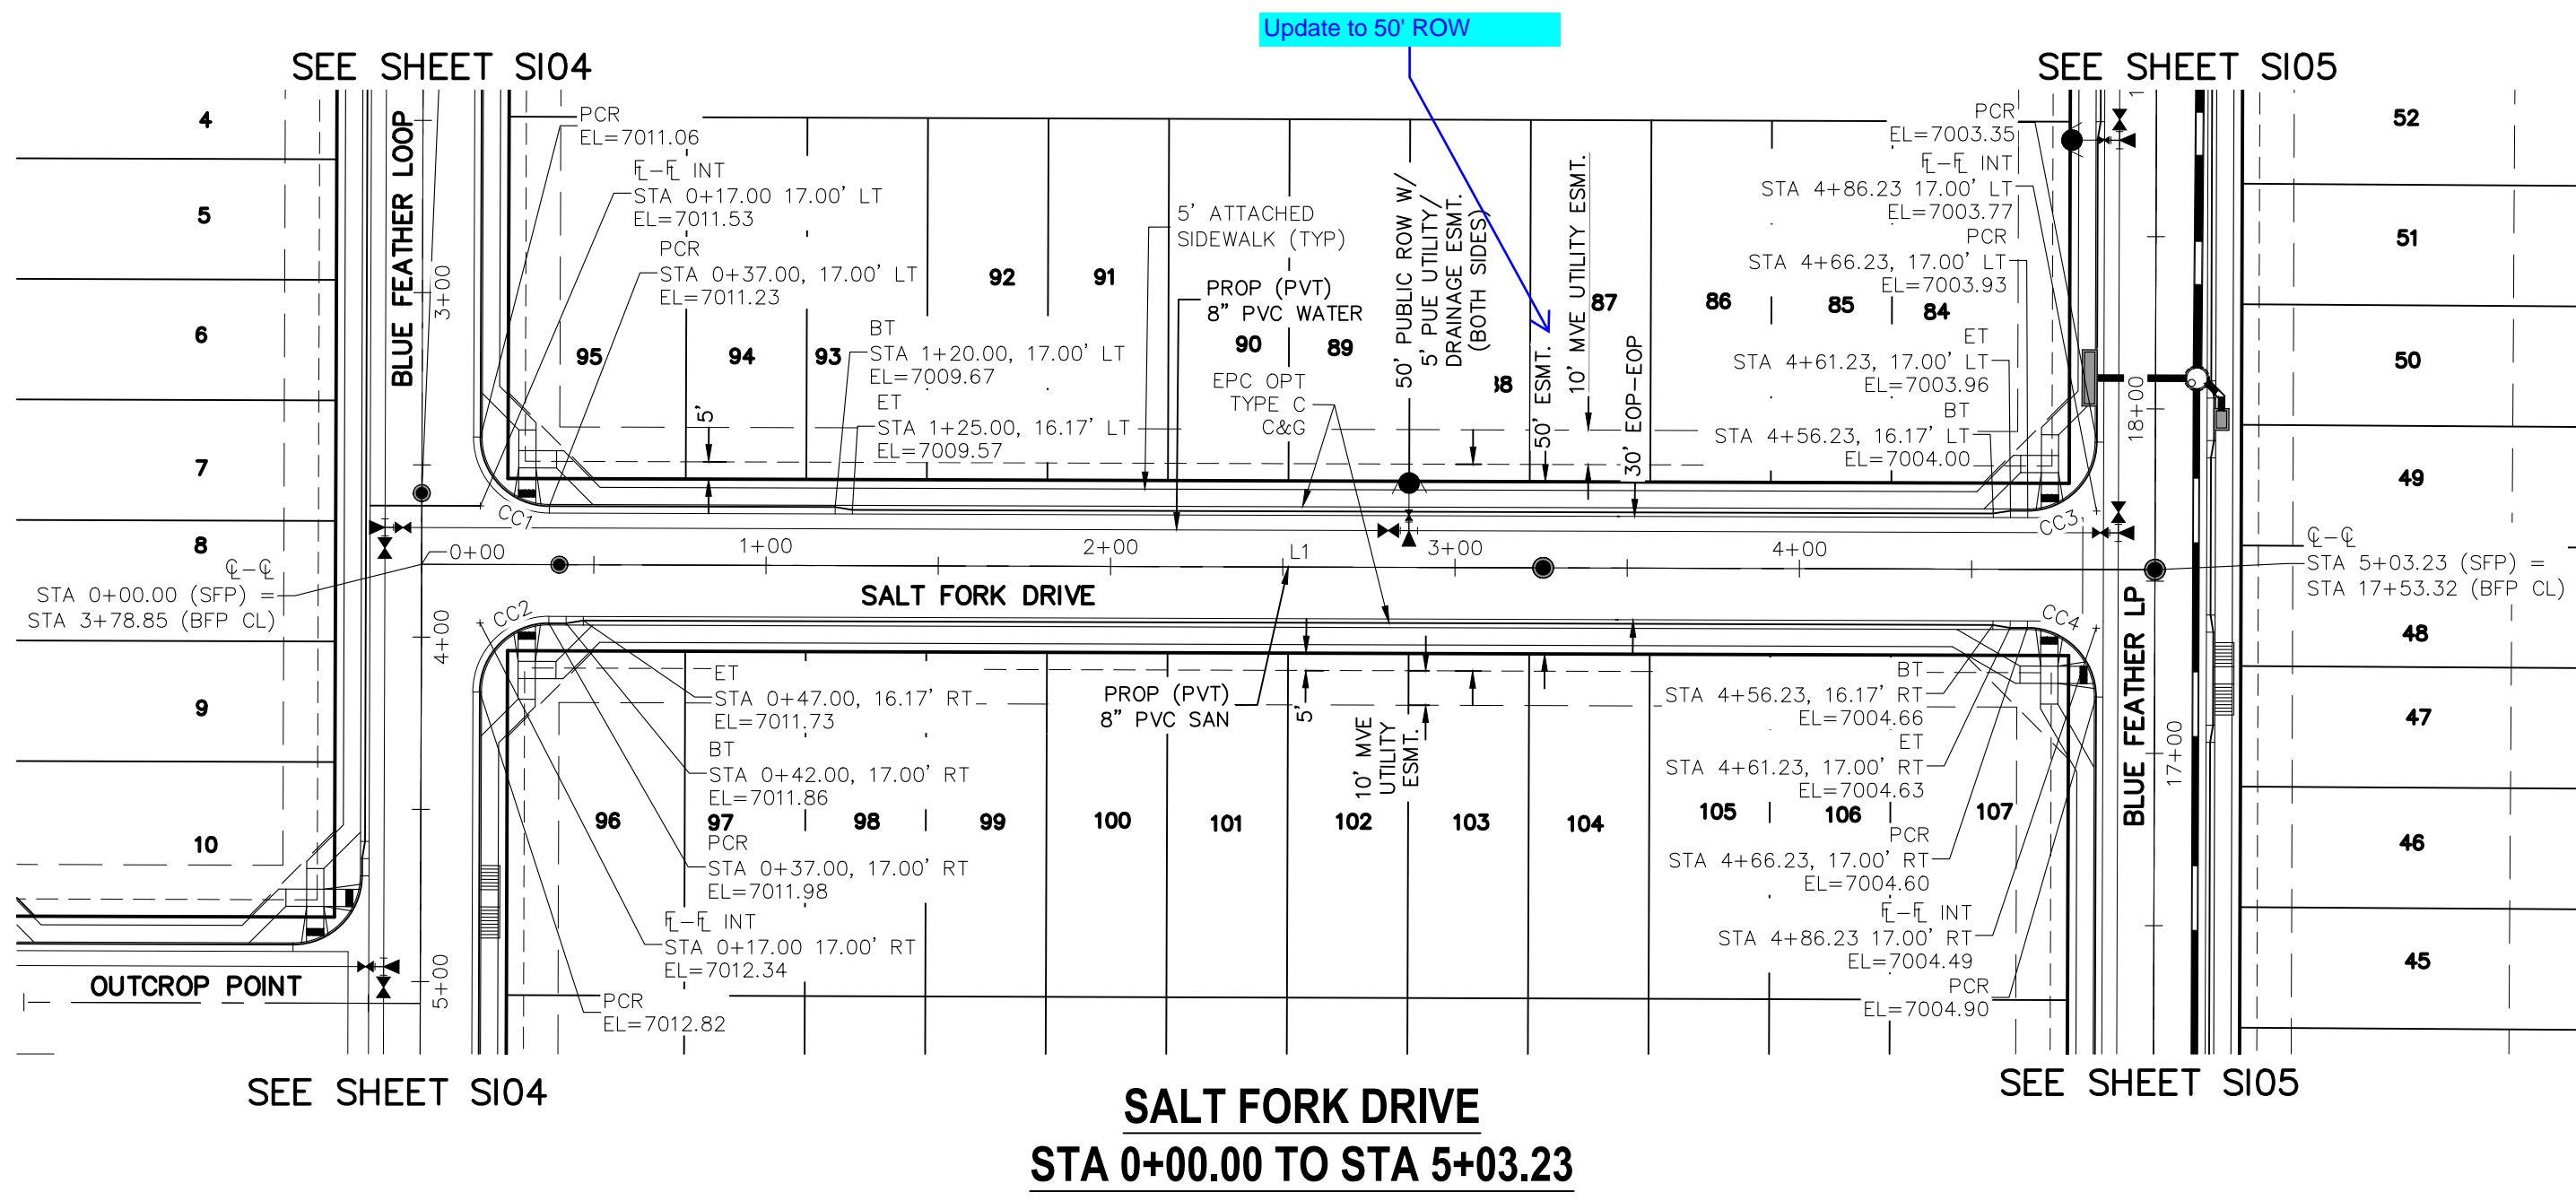 Update to 50' ROW
SEE SHEET SI04
SEE SHEET SI05
4
5
6
7
8
9
10
BLUE FEATHER LOOP
3+00
4+00
5+00
PCR
EL=7011.06
FL-FL INT
STA 0+17.00 17.00' LT
EL=7011.53
PCR
STA 0+37.00, 17.00' LT
EL=7011.23
BT
STA 1+20.00, 17.00' LT
EL=7009.67
ET
STA 1+25.00, 16.17' LT
EL=7009.57
95
94
93
92
91
90
89
87
86
85
84
5'
5' ATTACHED
SIDEWALK (TYP)
PROP (PVT)
8" PVC WATER
EPC OPT
TYPE C
C&G
50' PUBLIC ROW W/
5' PUE UTILITY/
DRAINAGE ESMT.
(BOTH SIDES)
50' ESMT.
10' MVE UTILITY ESMT.
30' EOP-EOP
PCR
EL=7003.35
FL-FL INT
STA 4+86.23 17.00' LT
EL=7003.77
PCR
STA 4+66.23, 17.00' LT
EL=7003.93
ET
STA 4+61.23, 17.00' LT
EL=7003.96
BT
STA 4+56.23, 16.17' LT
EL=7004.00
52
51
50
49
48
47
46
45
18+00
17+00
CC1
CC3
0+00
1+00
2+00
L1
3+00
4+00
CL-CL
STA 0+00.00 (SFP) =
STA 3+78.85 (BFP CL)
SALT FORK DRIVE
CL-CL
STA 5+03.23 (SFP) =
STA 17+53.32 (BFP CL)
CC2
CC4
BLUE FEATHER LP
ET
STA 0+47.00, 16.17' RT
EL=7011.73
BT
STA 0+42.00, 17.00' RT
EL=7011.86
PCR
STA 0+37.00, 17.00' RT
EL=7011.98
FL-FL INT
STA 0+17.00 17.00' RT
EL=7012.34
PCR
EL=7012.82
PROP (PVT)
8" PVC SAN
5'
10' MVE
UTILITY
ESMT.
BT
STA 4+56.23, 16.17' RT
EL=7004.66
ET
STA 4+61.23, 17.00' RT
EL=7004.63
PCR
STA 4+66.23, 17.00' RT
EL=7004.60
FL-FL INT
STA 4+86.23 17.00' RT
EL=7004.49
PCR
EL=7004.90
96
97
98
99
100
101
102
103
104
105
106
107
OUTCROP POINT
SEE SHEET SI04
SEE SHEET SI05
SALT FORK DRIVE
STA 0+00.00 TO STA 5+03.23